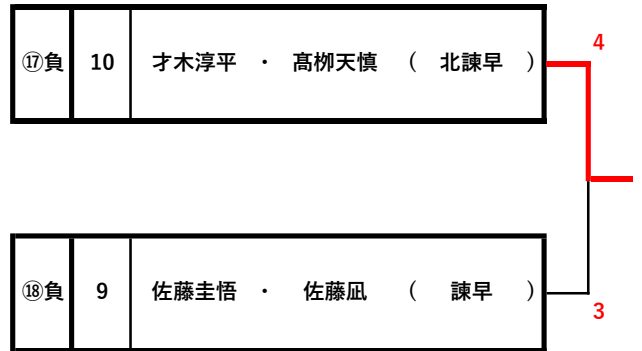 4
⑰負 10 才木淳平 ・髙栁天慎 ( 北諫早 )
⑱負 9 佐藤圭悟 ・ 佐藤凪 ( 諫早 )
3